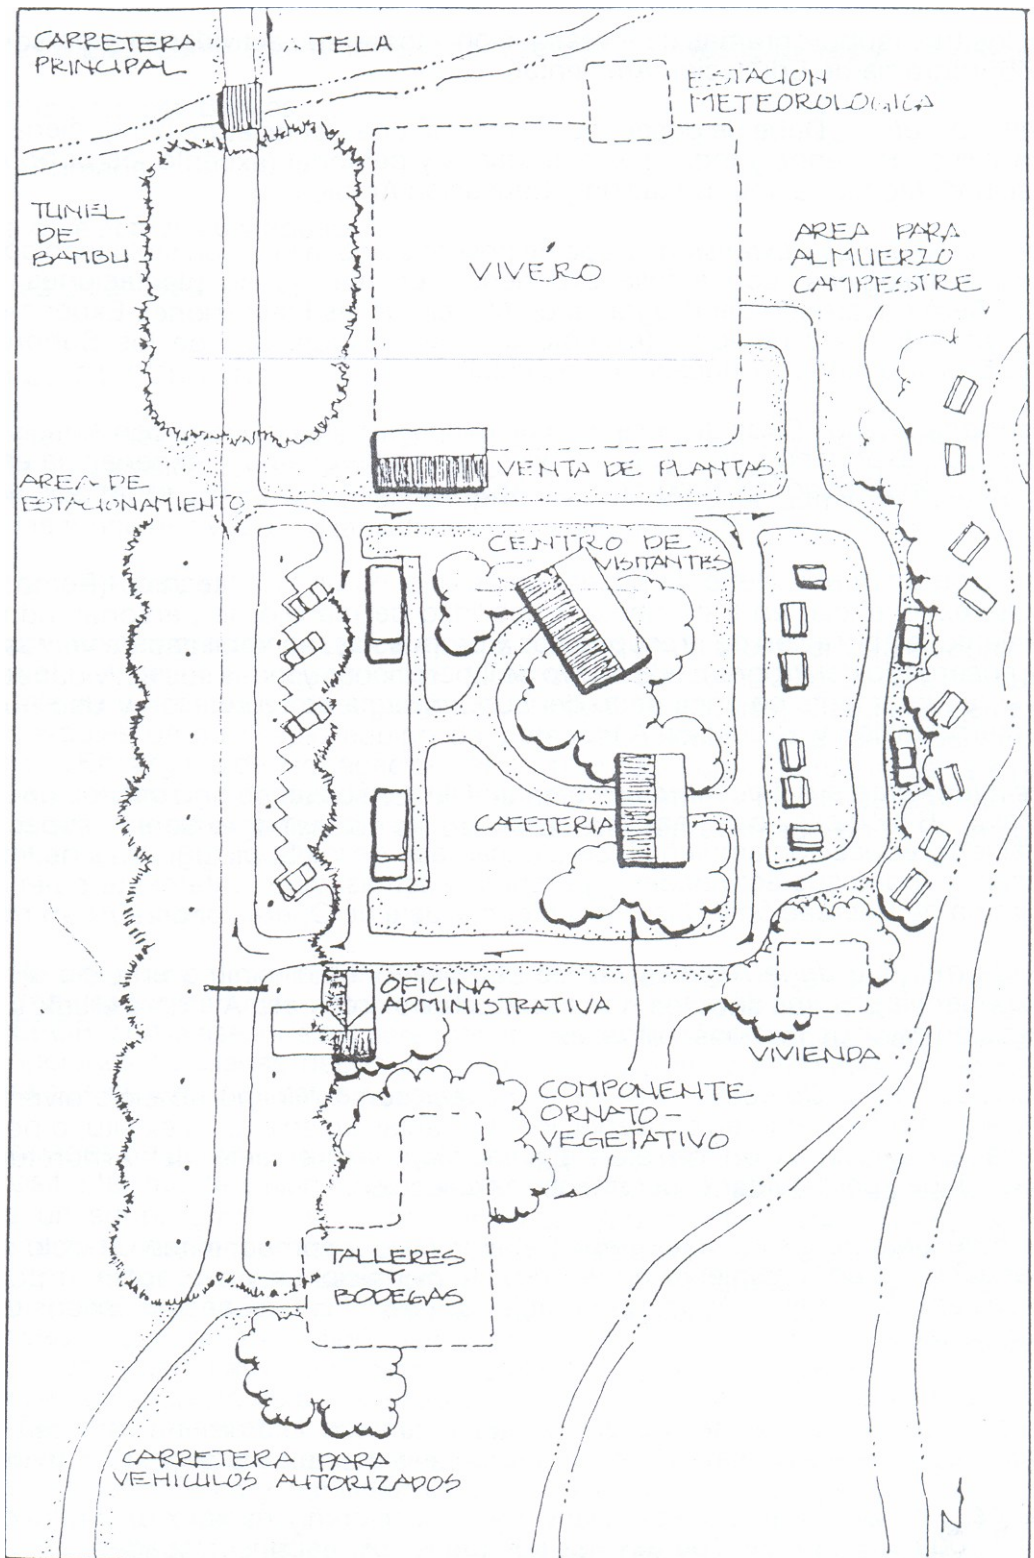 CARRETERA
PRINCIPAL
A TELA
ESTACION
METEOROLOGICA
TUNEL
DE
BAMBU
VIVERO
AREA PARA
ALMUERZO
CAMPESTRE
VENTA DE PLANTAS
AREA DE
ESTACIONAMIENTO
CENTRO DE
VISITANTES
CAFETERIA
OFICINA
ADMINISTRATIVA
VIVIENDA
COMPONENTE
ORNATO-
VEGETATIVO
TALLERES
Y
BODEGAS
CARRETERA PARA
VEHICULOS AUTORIZADOS
N